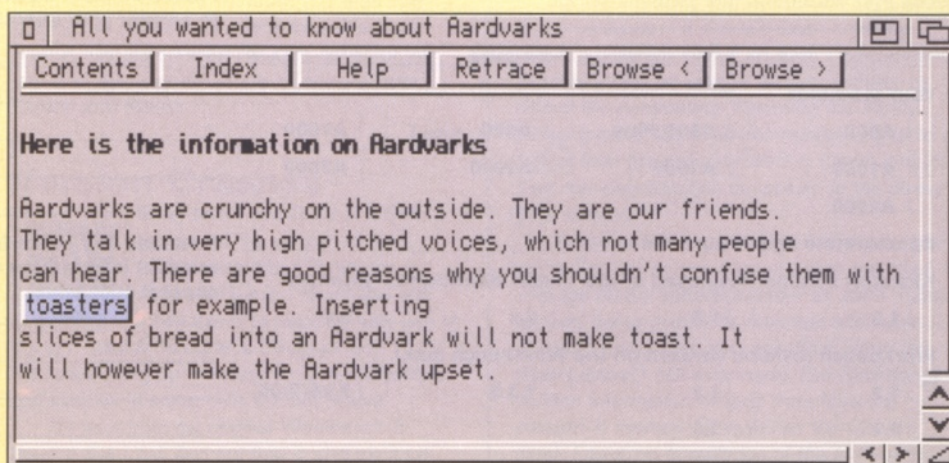 All you wanted to know about Aardvarks
Contents Index Help Retrace Browse < Browse >
Here is the information on Aardvarks
Aardvarks are crunchy on the outside. They are our friends.
They talk in very high pitched voices, which not many people
can hear. There are good reasons why you shouldn't confuse them with
toasters for example. Inserting
slices of bread into an Aardvark will not make toast. It
will however make the Aardvark upset.